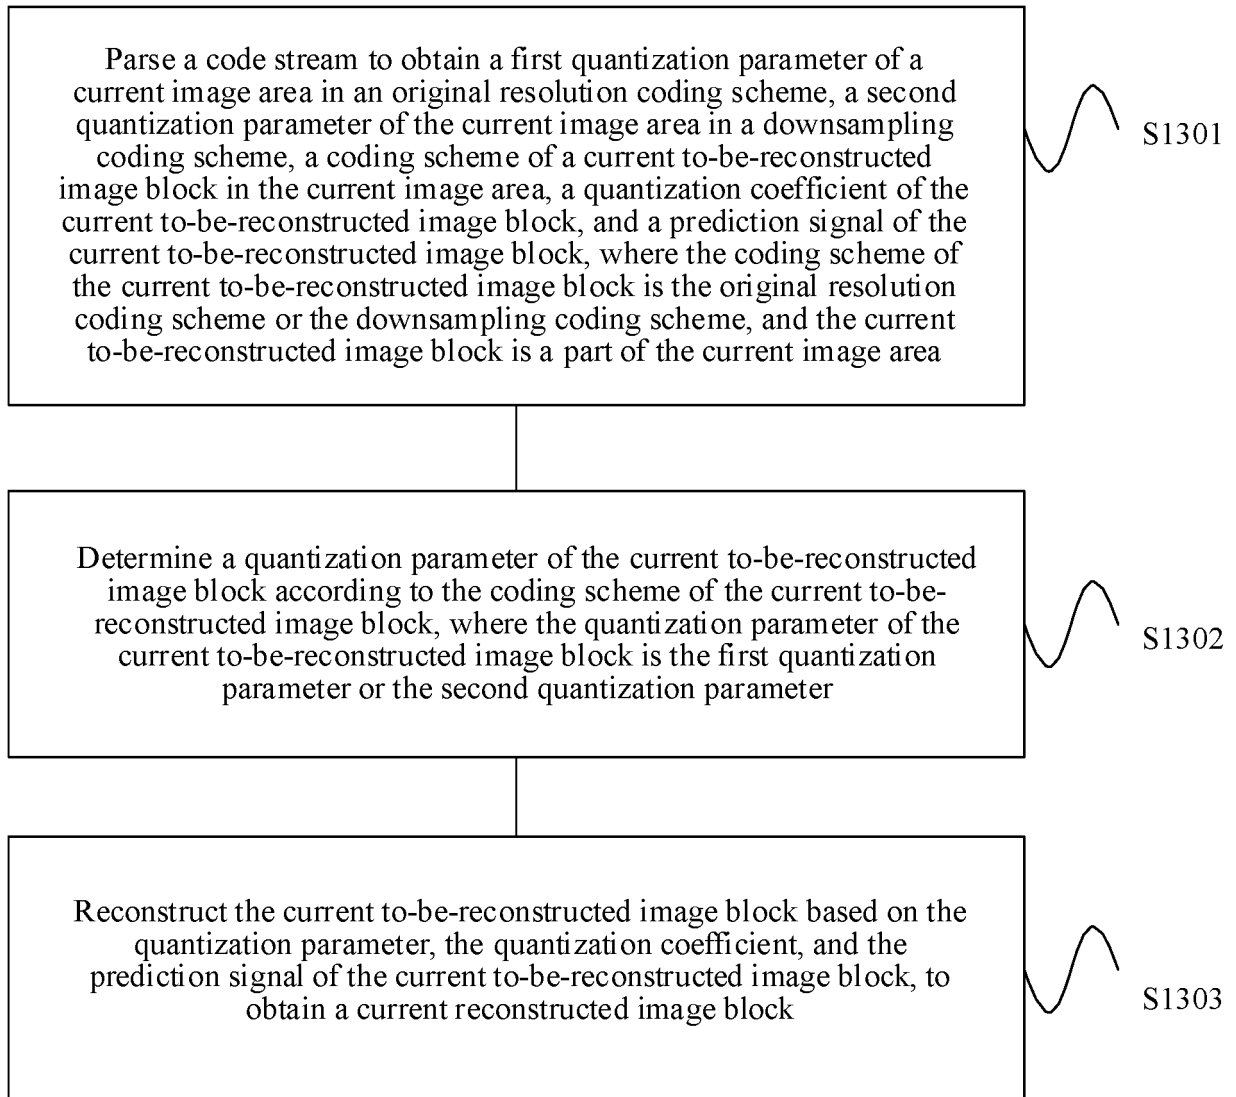 Parse a code stream to obtain a first quantization parameter of a
current image area in an original resolution coding scheme, a second
quantization parameter of the current image area in a downsampling
coding scheme, a coding scheme of a current to-be-reconstructed
image block in the current image area, a quantization coefficient of the
current to-be-reconstructed image block, and a prediction signal of the
current to-be-reconstructed image block, where the coding scheme of
the current to-be-reconstructed image block is the original resolution
coding scheme or the downsampling coding scheme, and the current
to-be-reconstructed image block is a part of the current image area
S1301
Determine a quantization parameter of the current to-be-reconstructed
image block according to the coding scheme of the current to-be-
reconstructed image block, where the quantization parameter of the
current to-be-reconstructed image block is the first quantization
parameter or the second quantization parameter
S1302
Reconstruct the current to-be-reconstructed image block based on the
quantization parameter, the quantization coefficient, and the
prediction signal of the current to-be-reconstructed image block, to
obtain a current reconstructed image block
S1303